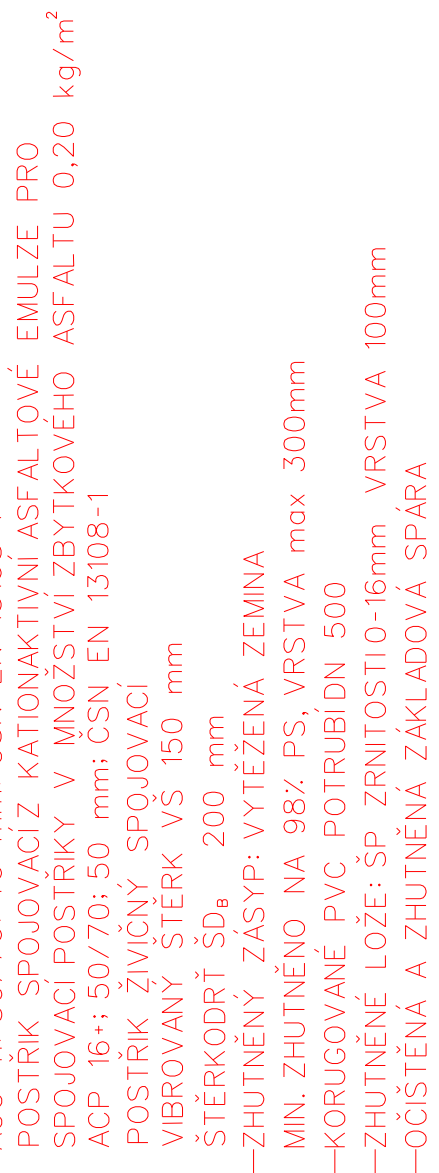 POSTŘIK SPOJOVACÍ Z KATIONAKTIVNÍ ASFALTOVÉ EMULZE PRO
SPOJOVACÍ POSTŘIKY V MNOŽSTVÍ ZBYTKOVÉHO ASFALTU 0,20 kg/m²
ACP 16+; 50/70; 50 mm; ČSN EN 13108-1
POSTŘIK ŽIVIČNÝ SPOJOVACÍ
VIBROVANÝ ŠTĚRK VŠ 150 mm
ŠTĚRKODRŤ ŠD_B 200 mm
—ZHUTNĚNÝ ZÁSYP: VYTĚŽENÁ ZEMINA
MIN. ZHUTNĚNO NA 98% PS, VRSTVA max 300mm
—KORUGOVANÉ PVC POTRUBÍ DN 500
—ZHUTNĚNÉ LOŽE: ŠP ZRNITOSTI 0-16mm VRSTVA 100mm
—OČIŠTĚNÁ A ZHUTNĚNÁ ZÁKLADOVÁ SPÁRA